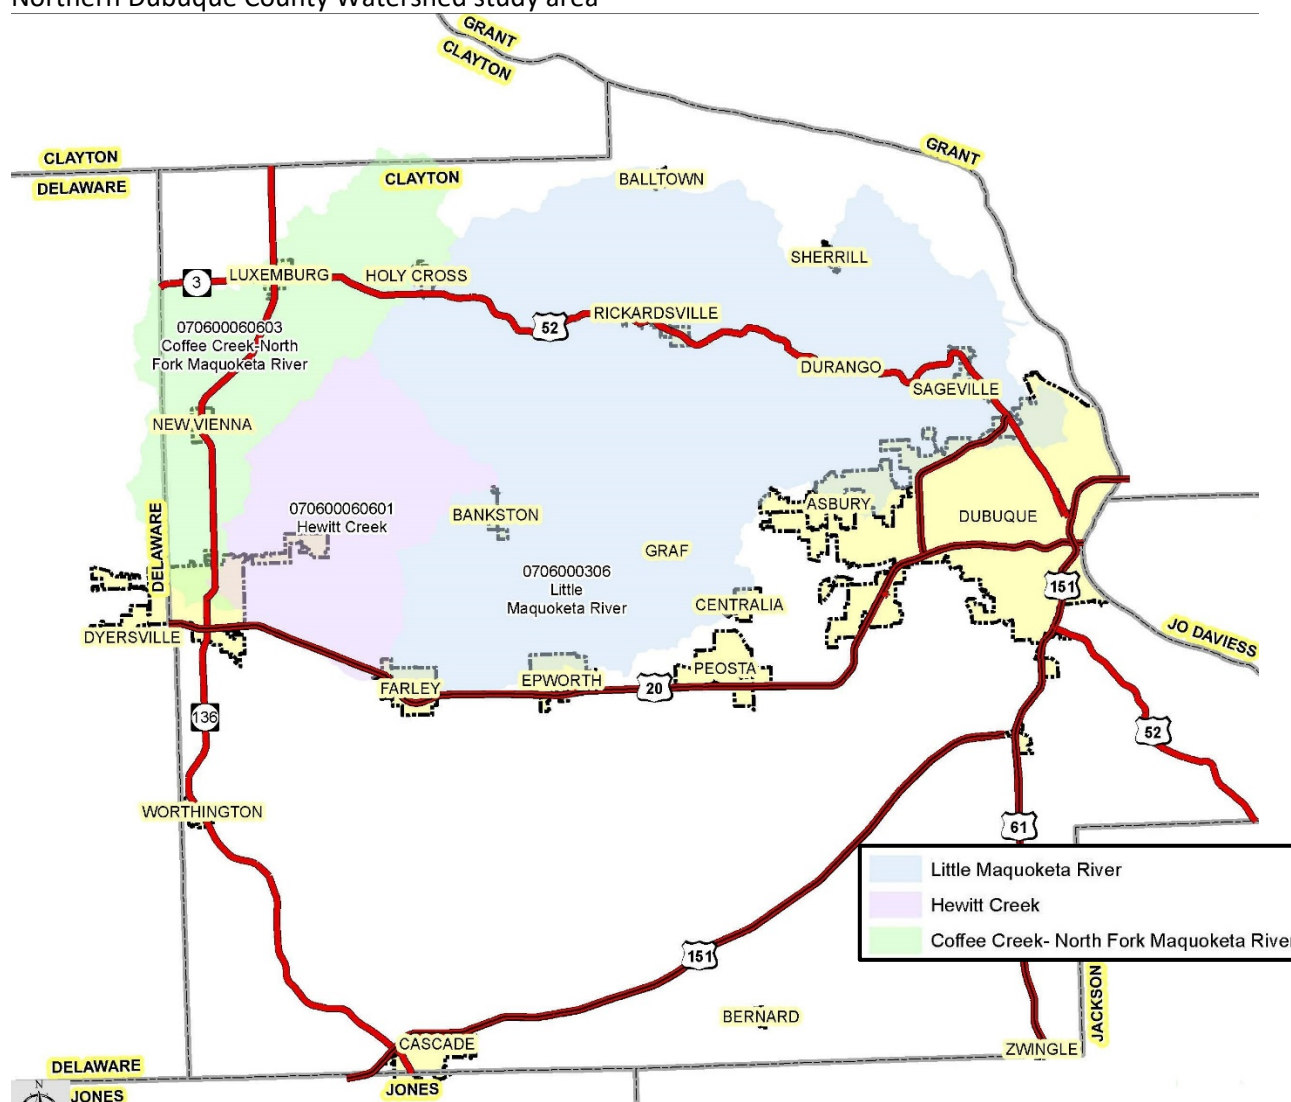 Northern Dubuque County Watershed study area
GRANT
CLAYTON
GRANT
CLAYTON
DELAWARE
CLAYTON
BALLTOWN
SHERRILL
3
LUXEMBURG
HOLY CROSS
RICKARDSVILLE
52
070600060603
Coffee Creek-North
Fork Maquoketa River
DURANGO
SAGEVILLE
NEW VIENNA
070600060601
Hewitt Creek
BANKSTON
ASBURY
DUBUQUE
DELAWARE
GRAF
0706000306
Little
Maquoketa River
CENTRALIA
151
DYERSVILLE
JO DAVIESS
PEOSTA
FARLEY
EPWORTH
20
136
52
WORTHINGTON
61
Little Maquoketa River
Hewitt Creek
Coffee Creek- North Fork Maquoketa River
151
JACKSON
BERNARD
CASCADE
ZWINGLE
DELAWARE
JONES
JONES
N